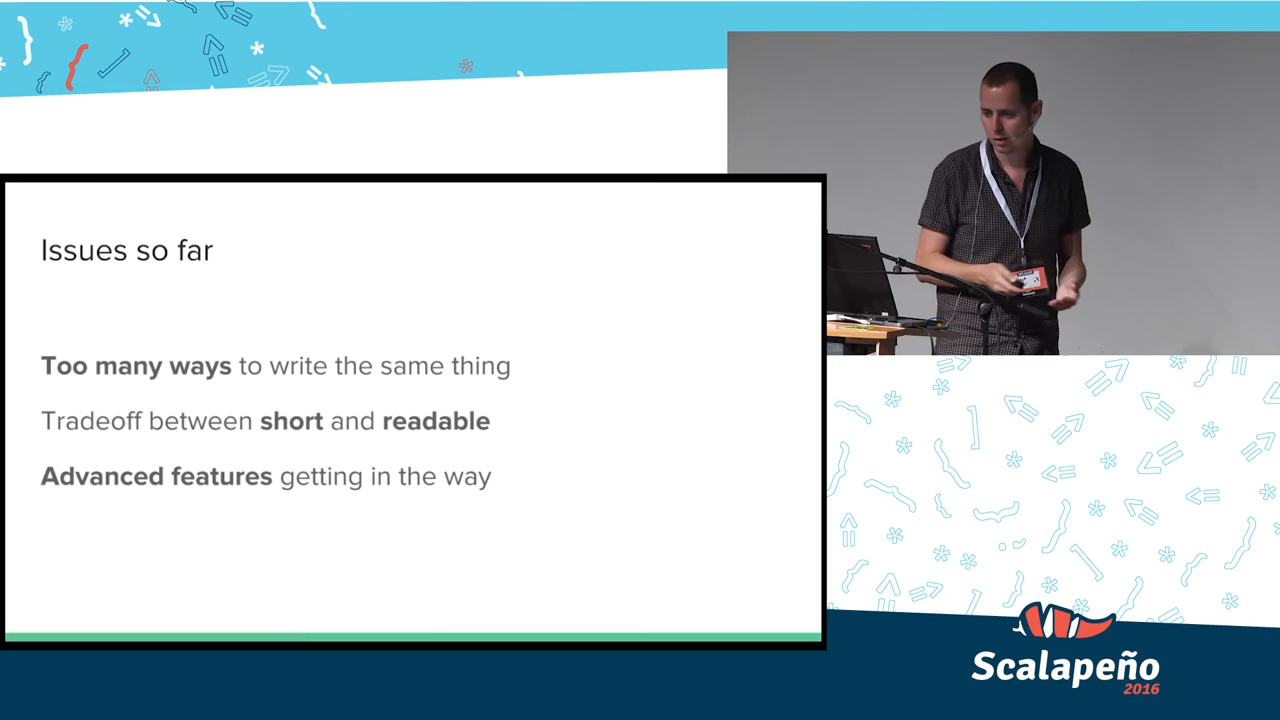 Issues so far
Too many ways to write the same thing
Tradeoff between short and readable
Advanced features getting in the way
Scalapeño
2016